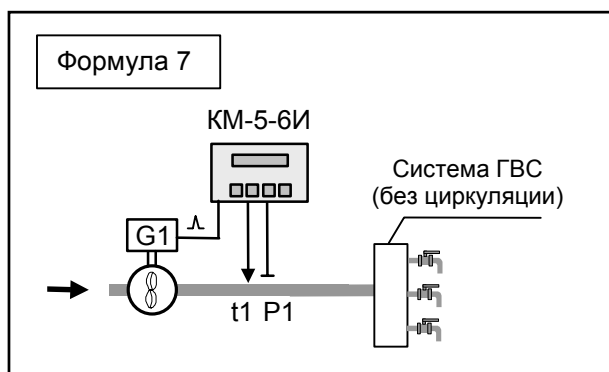 Формула 7
КМ-5-6И
Система ГВС
(без циркуляции)
G1
t1 P1